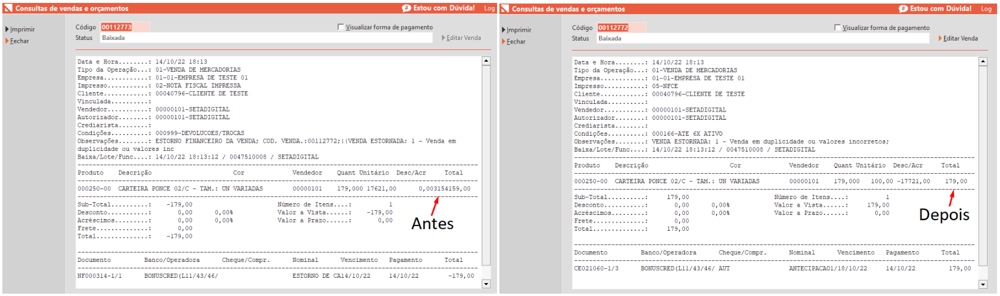 Consultas de vendas e orçamentos
Estou com Dúvida!
Log
Imprimir
Fechar
Código 00112773
Visualizar forma de pagamento
Status Baixada
Editar Venda
Data e Hora........: 14/10/22 18:13
Tipo da Operação...: 01-VENDA DE MERCADORIAS
Empresa............: 01-01-EMPRESA DE TESTE 01
Impresso...........: 02-NOTA FISCAL IMPRESSA
Cliente............: 00040796-CLIENTE DE TESTE
Vinculada..........:
Vendedor...........: 00000101-SETADIGITAL
Autorizador........: 00000101-SETADIGITAL
Crediarista........:
Condições..........: 000999-DEVOLUCOES/TROCAS
Observações........: ESTORNO FINANCEIRO DA VENDA; COD. VENDA.:00112772;||VENDA ESTORNADA: 1 - Venda em
duplicidade ou valores inc
Baixa/Lote/Func....: 14/10/22 18:13:12 / 0047510008 / SETADIGITAL
Produto Descrição Cor Vendedor Quant Unitário Desc/Acr Total
000250-00 CARTEIRA PONCE 02/C - TAM.: UN VARIADAS 00000101 179,000 17621,00 0,003154159,00
Sub-Total..........: -179,00 Número de Itens....: 1
Desconto...........: 0,00 0,00% Valor a Vista......: -179,00
Acréscimos.........: 0,00 0,00% Valor a Prazo......: 0,00
Frete..............: 0,00
Total..............: -179,00
Antes
Documento Banco/Operadora Cheque/Compr. Nominal Vencimento Pagamento Total
NF000314-1/1 BONUSCRED(L11/43/46/ ESTORNO DE CA14/10/22 14/10/22 -179,00
Consultas de vendas e orçamentos
Estou com Dúvida!
Log
Imprimir
Fechar
Código 00112772
Visualizar forma de pagamento
Status Baixada
Editar Venda
Data e Hora........: 14/10/22 18:13
Tipo da Operação...: 01-VENDA DE MERCADORIAS
Empresa............: 01-01-EMPRESA DE TESTE 01
Impresso...........: 05-NFCE
Cliente............: 00040796-CLIENTE DE TESTE
Vinculada..........:
Vendedor...........: 00000101-SETADIGITAL
Autorizador........: 00000101-SETADIGITAL
Crediarista........:
Condições..........: 000166-ATE 6X ATIVO
Observações........: VENDA ESTORNADA: 1 - Venda em duplicidade ou valores incorretos;
Baixa/Lote/Func....: 14/10/22 18:13:12 / 0047510008 / SETADIGITAL
Produto Descrição Cor Vendedor Quant Unitário Desc/Acr Total
000250-00 CARTEIRA PONCE 02/C - TAM.: UN VARIADAS 00000101 179,000 100,00 -17721,00 179,00
Sub-Total..........: 179,00 Número de Itens....: 1
Desconto...........: 0,00 0,00% Valor a Vista......: 179,00
Acréscimos.........: 0,00 0,00% Valor a Prazo......: 0,00
Frete..............: 0,00
Total..............: 179,00
Depois
Documento Banco/Operadora Cheque/Compr. Nominal Vencimento Pagamento Total
CE021060-1/3 BONUSCRED(L11/43/46/ AUT ANTECIPACAO1/18/10/22 14/10/22 179,00